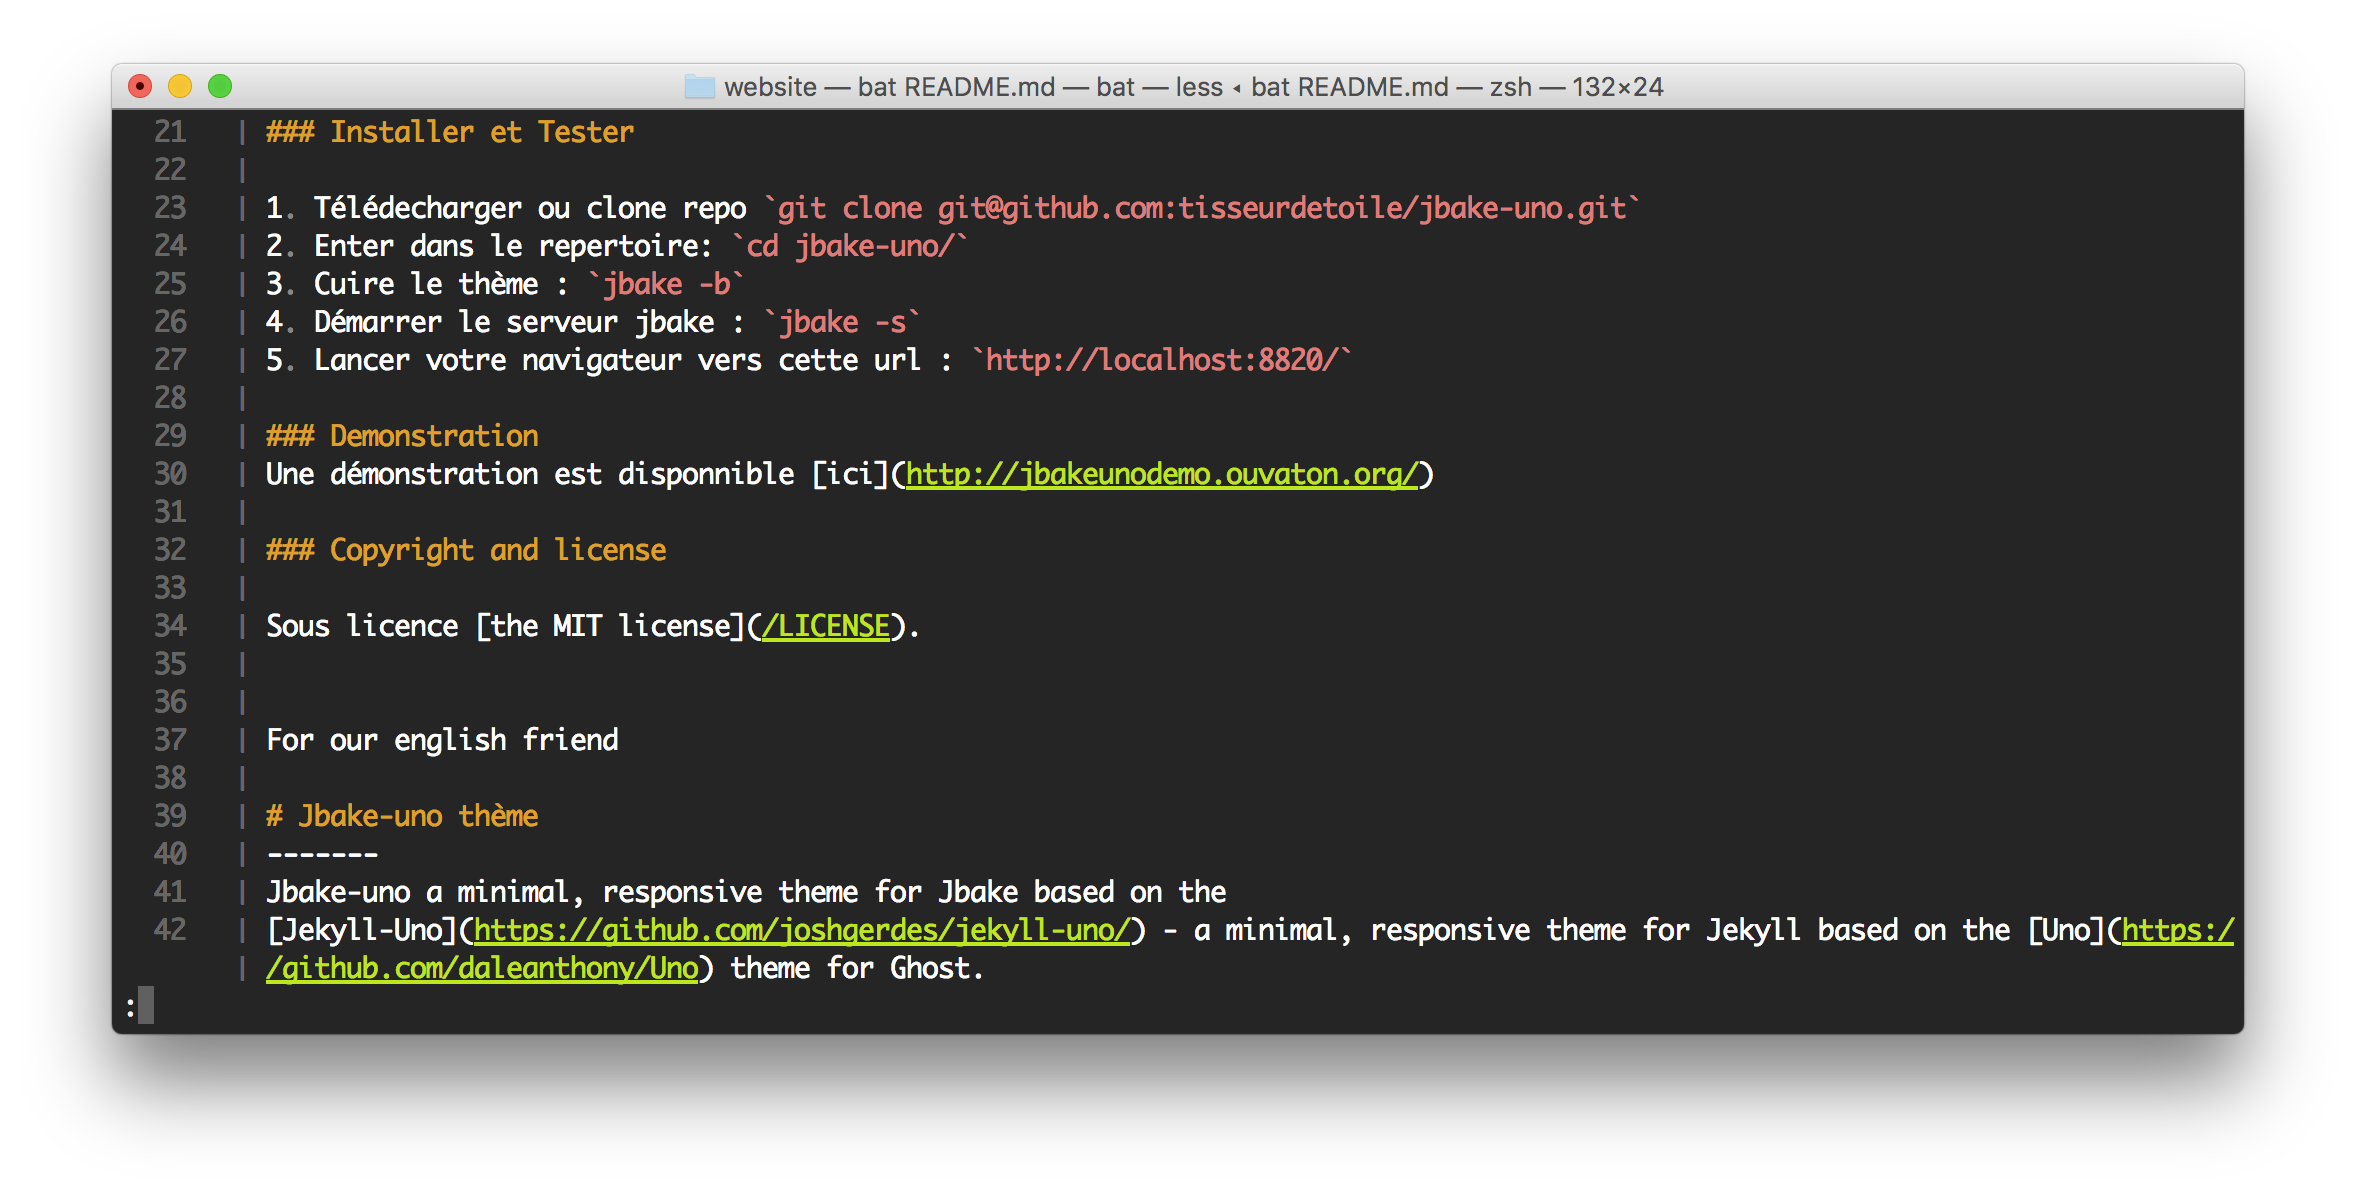 website — bat README.md — bat — less ◂ bat README.md — zsh — 132×24
21 | ### Installer et Tester
22 |
23 | 1. Télédecharger ou clone repo `git clone git@github.com:tisseurdetoile/jbake-uno.git`
24 | 2. Enter dans le repertoire: `cd jbake-uno/`
25 | 3. Cuire le thème : `jbake -b`
26 | 4. Démarrer le serveur jbake : `jbake -s`
27 | 5. Lancer votre navigateur vers cette url : `http://localhost:8820/`
28 |
29 | ### Demonstration
30 | Une démonstration est disponnible [ici](http://jbakeunodemo.ouvaton.org/)
31 |
32 | ### Copyright and license
33 |
34 | Sous licence [the MIT license](/LICENSE).
35 |
36 |
37 | For our english friend
38 |
39 | # Jbake-uno thème
40 | -------
41 | Jbake-uno a minimal, responsive theme for Jbake based on the
42 | [Jekyll-Uno](https://github.com/joshgerdes/jekyll-uno/) - a minimal, responsive theme for Jekyll based on the [Uno](https:/
| /github.com/daleanthony/Uno) theme for Ghost.
: